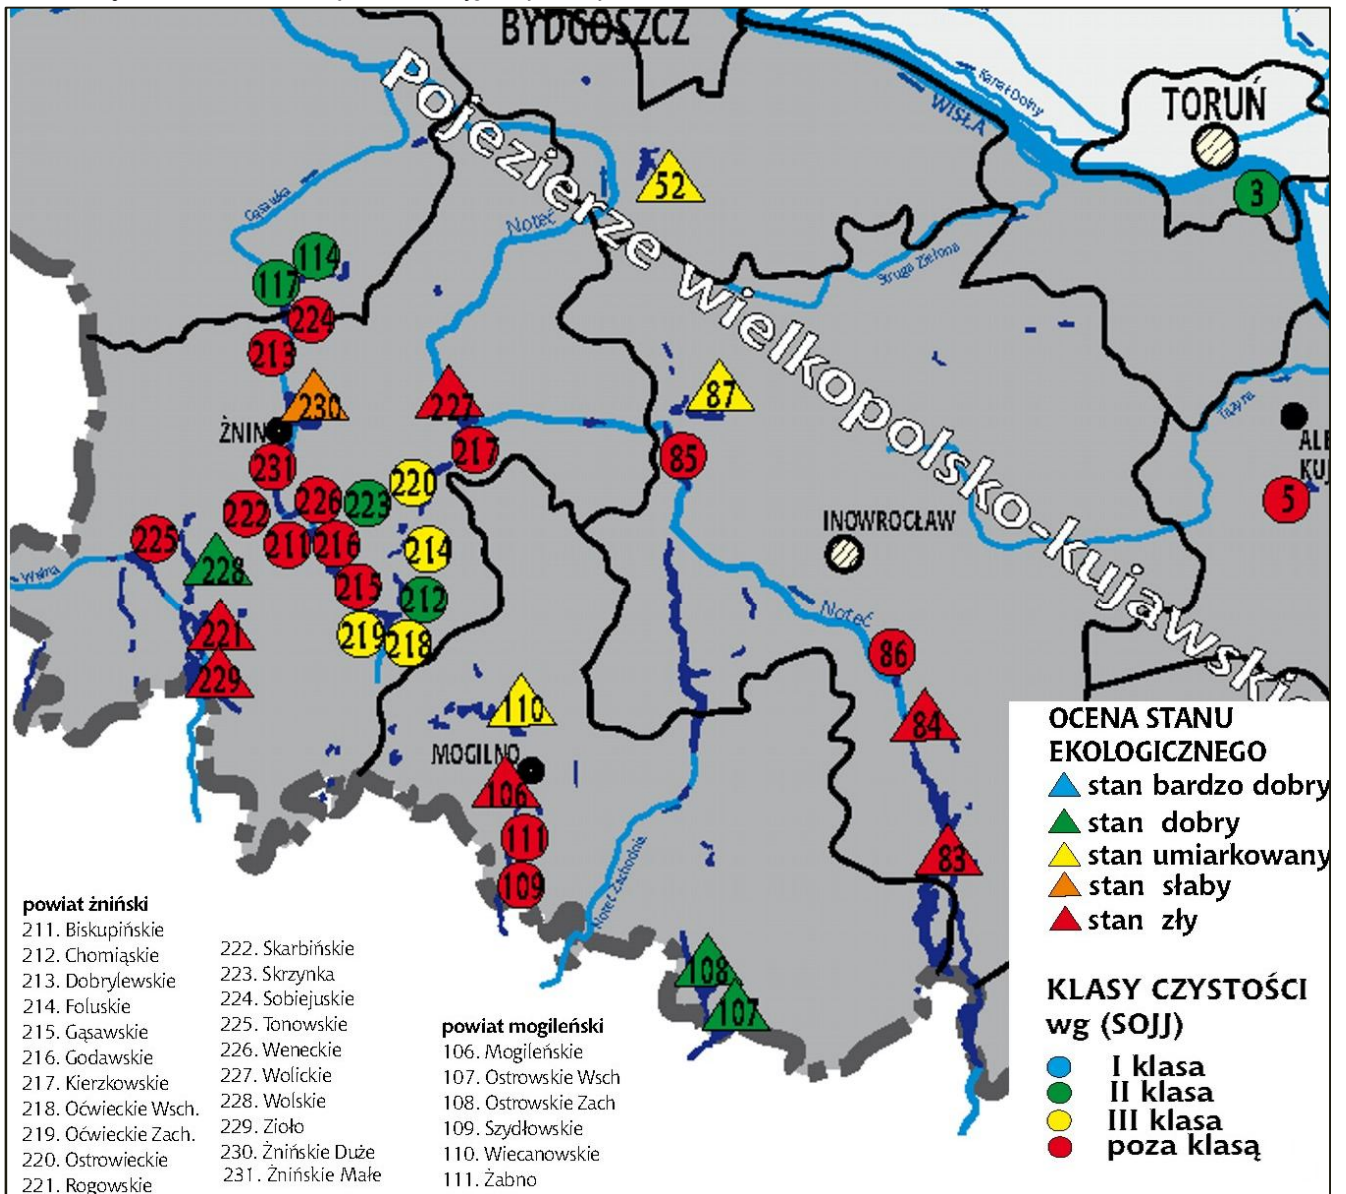 BYDGOSZCZ
Pojezierze wielkopolsko-kujawskie
WISŁA
Kanał Dolny
TORUŃ
3
52
Gąsawka
Noteć
Struga Zielona
114
117
224
213
230
ŻNIN
227
87
Tążyna
ALE
KUJ
231
217
85
220
226
223
5
222
INOWROCŁAW
225
211
216
214
228
Wełna
215
212
Noteć
221
219
218
86
229
110
84
MOGILNO
106
111
83
109
Noteć Zachodnia
108
107
OCENA STANU
EKOLOGICZNEGO
stan bardzo dobry
stan dobry
stan umiarkowany
stan słaby
stan zły
KLASY CZYSTOŚCI
wg (SOJJ)
I klasa
II klasa
III klasa
poza klasą
powiat żniński
211. Biskupińskie
212. Chomiąskie
213. Dobrylewskie
214. Foluskie
215. Gąsawskie
216. Godawskie
217. Kierzkowskie
218. Oćwieckie Wsch.
219. Oćwieckie Zach.
220. Ostrowieckie
221. Rogowskie
222. Skarbińskie
223. Skrzynka
224. Sobiejuskie
225. Tonowskie
226. Weneckie
227. Wolickie
228. Wolskie
229. Zioło
230. Żnińskie Duże
231. Żnińskie Małe
powiat mogileński
106. Mogileńskie
107. Ostrowskie Wsch
108. Ostrowskie Zach
109. Szydłowskie
110. Wiecanowskie
111. Żabno